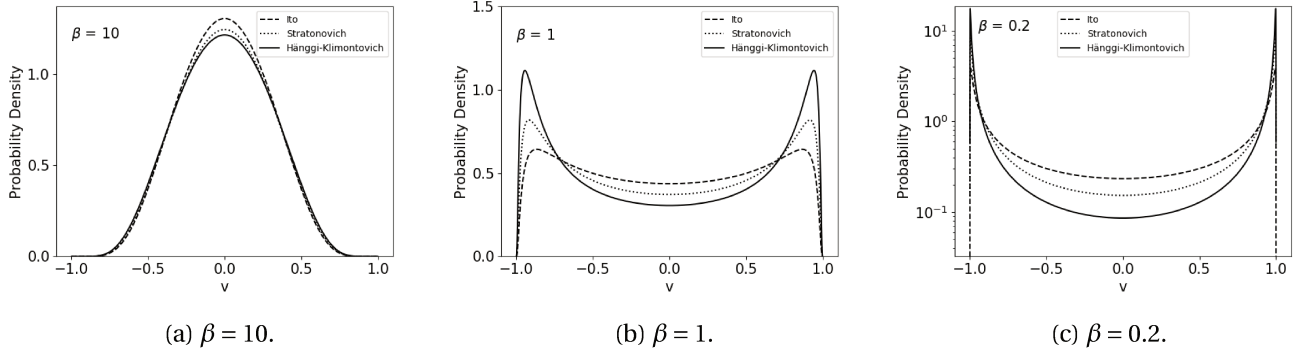 β = 10
Ito
Stratonovich
Hänggi-Klimontovich
Probability Density
1.0
0.5
0.0
−1.0 −0.5 0.0 0.5 1.0
v
(a) β = 10.
β = 1
Ito
Stratonovich
Hänggi-Klimontovich
Probability Density
1.5
1.0
0.5
0.0
−1.0 −0.5 0.0 0.5 1.0
v
(b) β = 1.
β = 0.2
Ito
Stratonovich
Hänggi-Klimontovich
Probability Density
10¹
10⁰
10⁻¹
−1.0 −0.5 0.0 0.5 1.0
v
(c) β = 0.2.